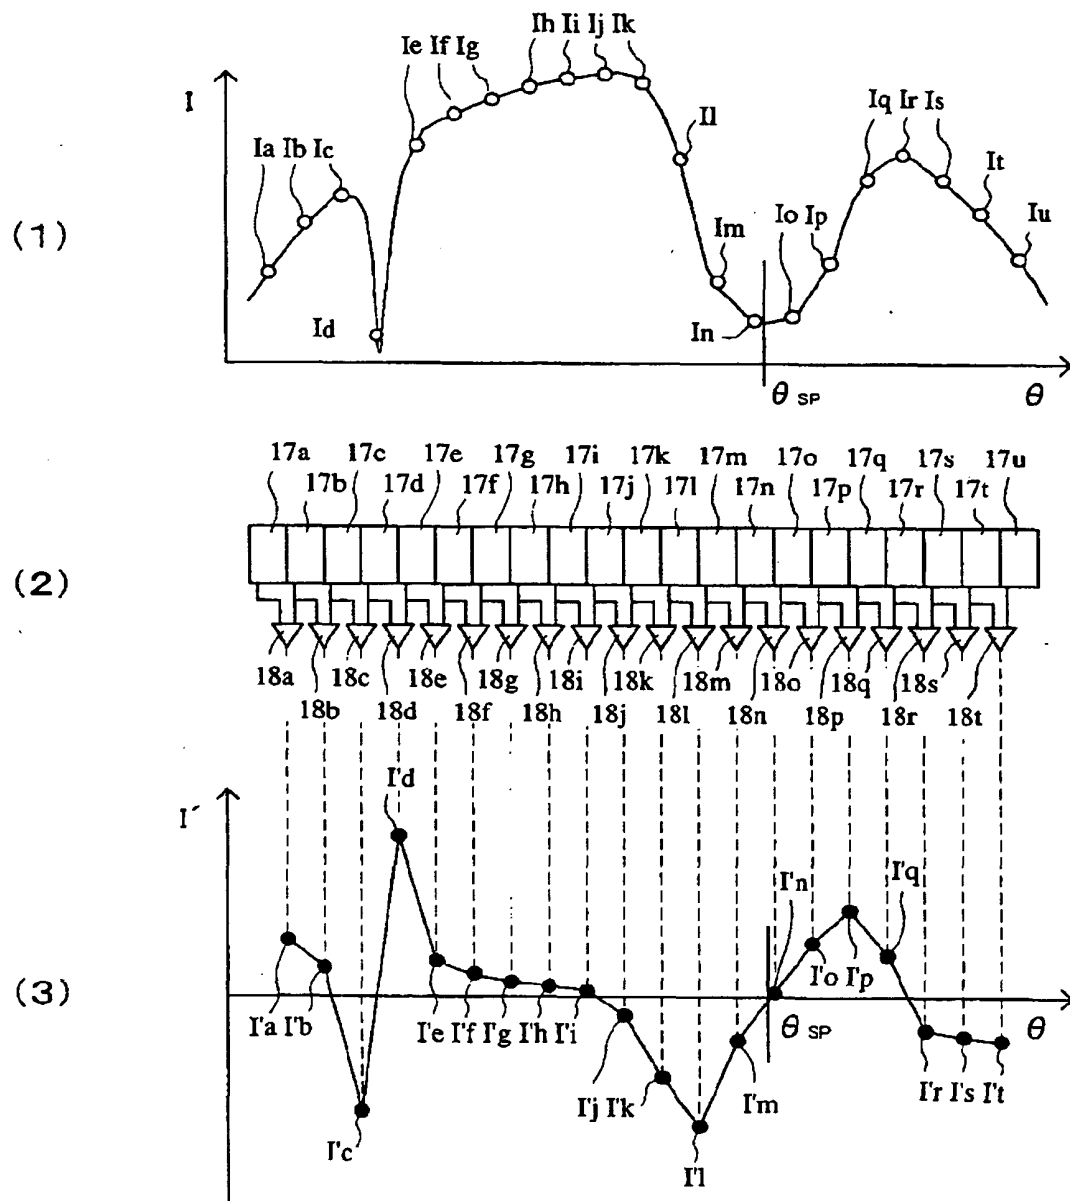 Ih Ii Ij Ik
Ie If Ig
I
Iq Ir Is
Ia Ib Ic
Il
It
(1)
Im
Io Ip
Iu
Id
In
θSP
θ
17a 17c 17e 17g 17i 17k 17m 17o 17q 17s 17u
17b 17d 17f 17h 17j 17l 17n 17p 17r 17t
(2)
18a 18c 18e 18g 18i 18k 18m 18o 18q 18s
18b 18d 18f 18h 18j 18l 18n 18p 18r 18t
I'd
I´
I'n
I'q
I'o I'p
(3)
I'a I'b
I'e I'f I'g I'h I'i
θSP
θ
I'r I's I't
I'j I'k
I'm
I'c
I'l